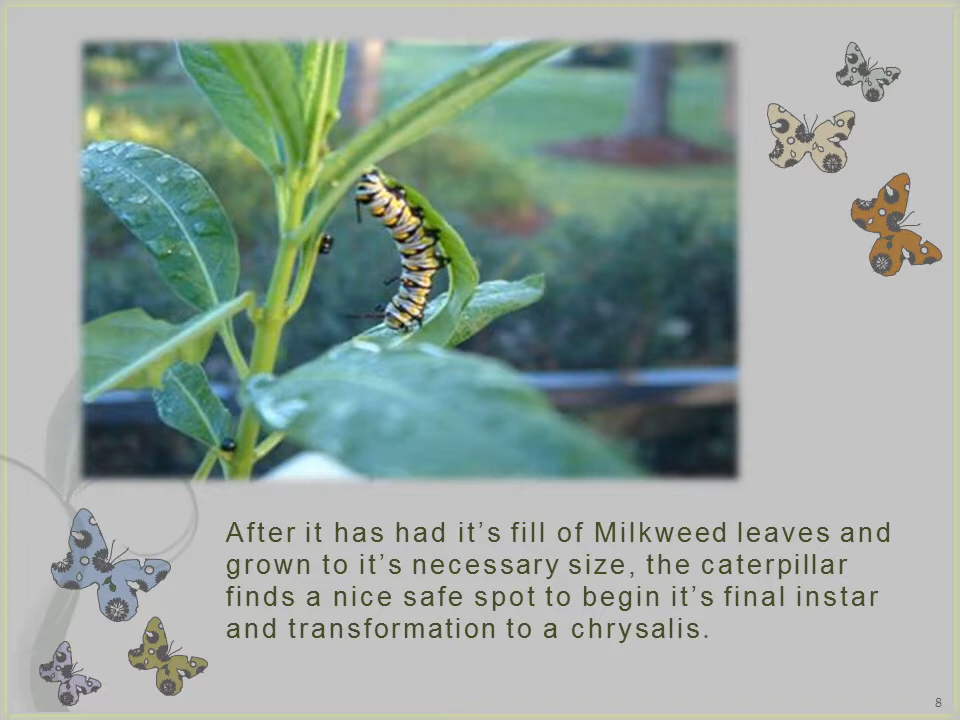 After it has had it’s fill of Milkweed leaves and
grown to it’s necessary size, the caterpillar
finds a nice safe spot to begin it’s final instar
and transformation to a chrysalis.
8